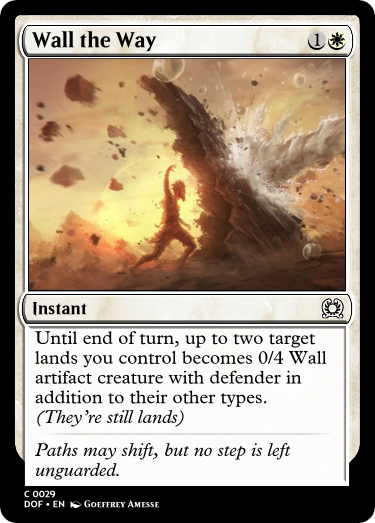 Wall the Way
1
Instant
Until end of turn, up to two target
lands you control becomes 0/4 Wall
artifact creature with defender in
addition to their other types.
(They're still lands)
Paths may shift, but no step is left
unguarded.
C 0029
DOF • EN Goeffrey Amesse